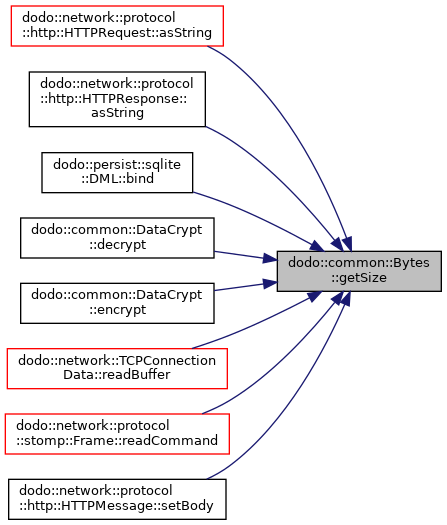 dodo::network::protocol
::http::HTTPRequest::asString
dodo::network::protocol
::http::HTTPResponse::
asString
dodo::persist::sqlite
::DML::bind
dodo::common::DataCrypt
::decrypt
dodo::common::Bytes
::getSize
dodo::common::DataCrypt
::encrypt
dodo::network::TCPConnection
Data::readBuffer
dodo::network::protocol
::stomp::Frame::readCommand
dodo::network::protocol
::http::HTTPMessage::setBody